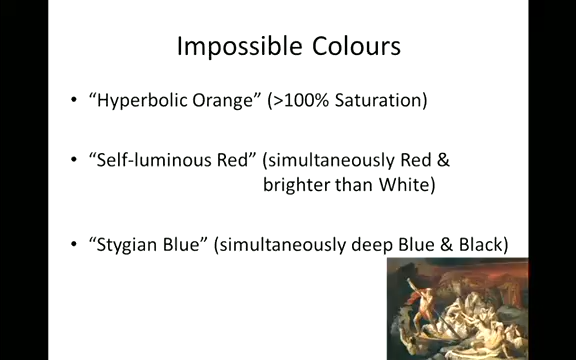 Impossible Colours
• “Hyperbolic Orange” (>100% Saturation)
• “Self-luminous Red” (simultaneously Red &
brighter than White)
• “Stygian Blue” (simultaneously deep Blue & Black)